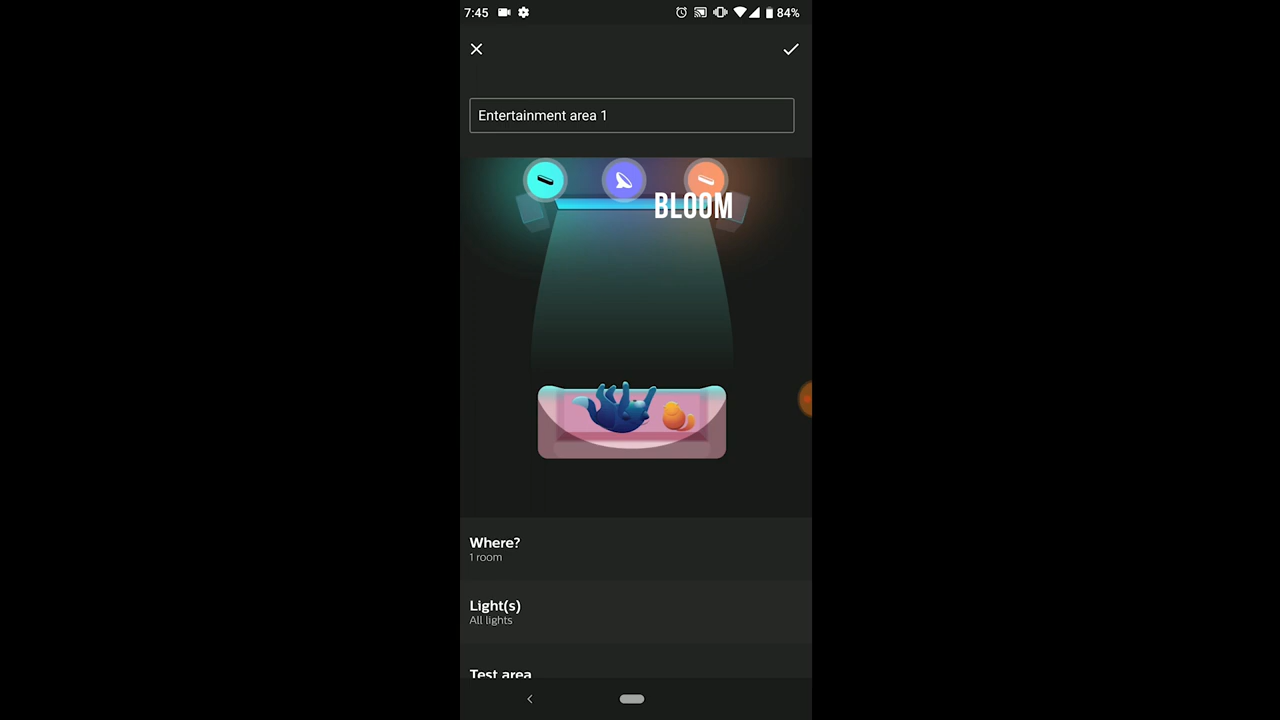 7:45
84%
Entertainment area 1
BLOOM
Where?
1 room
Light(s)
All lights
Test area